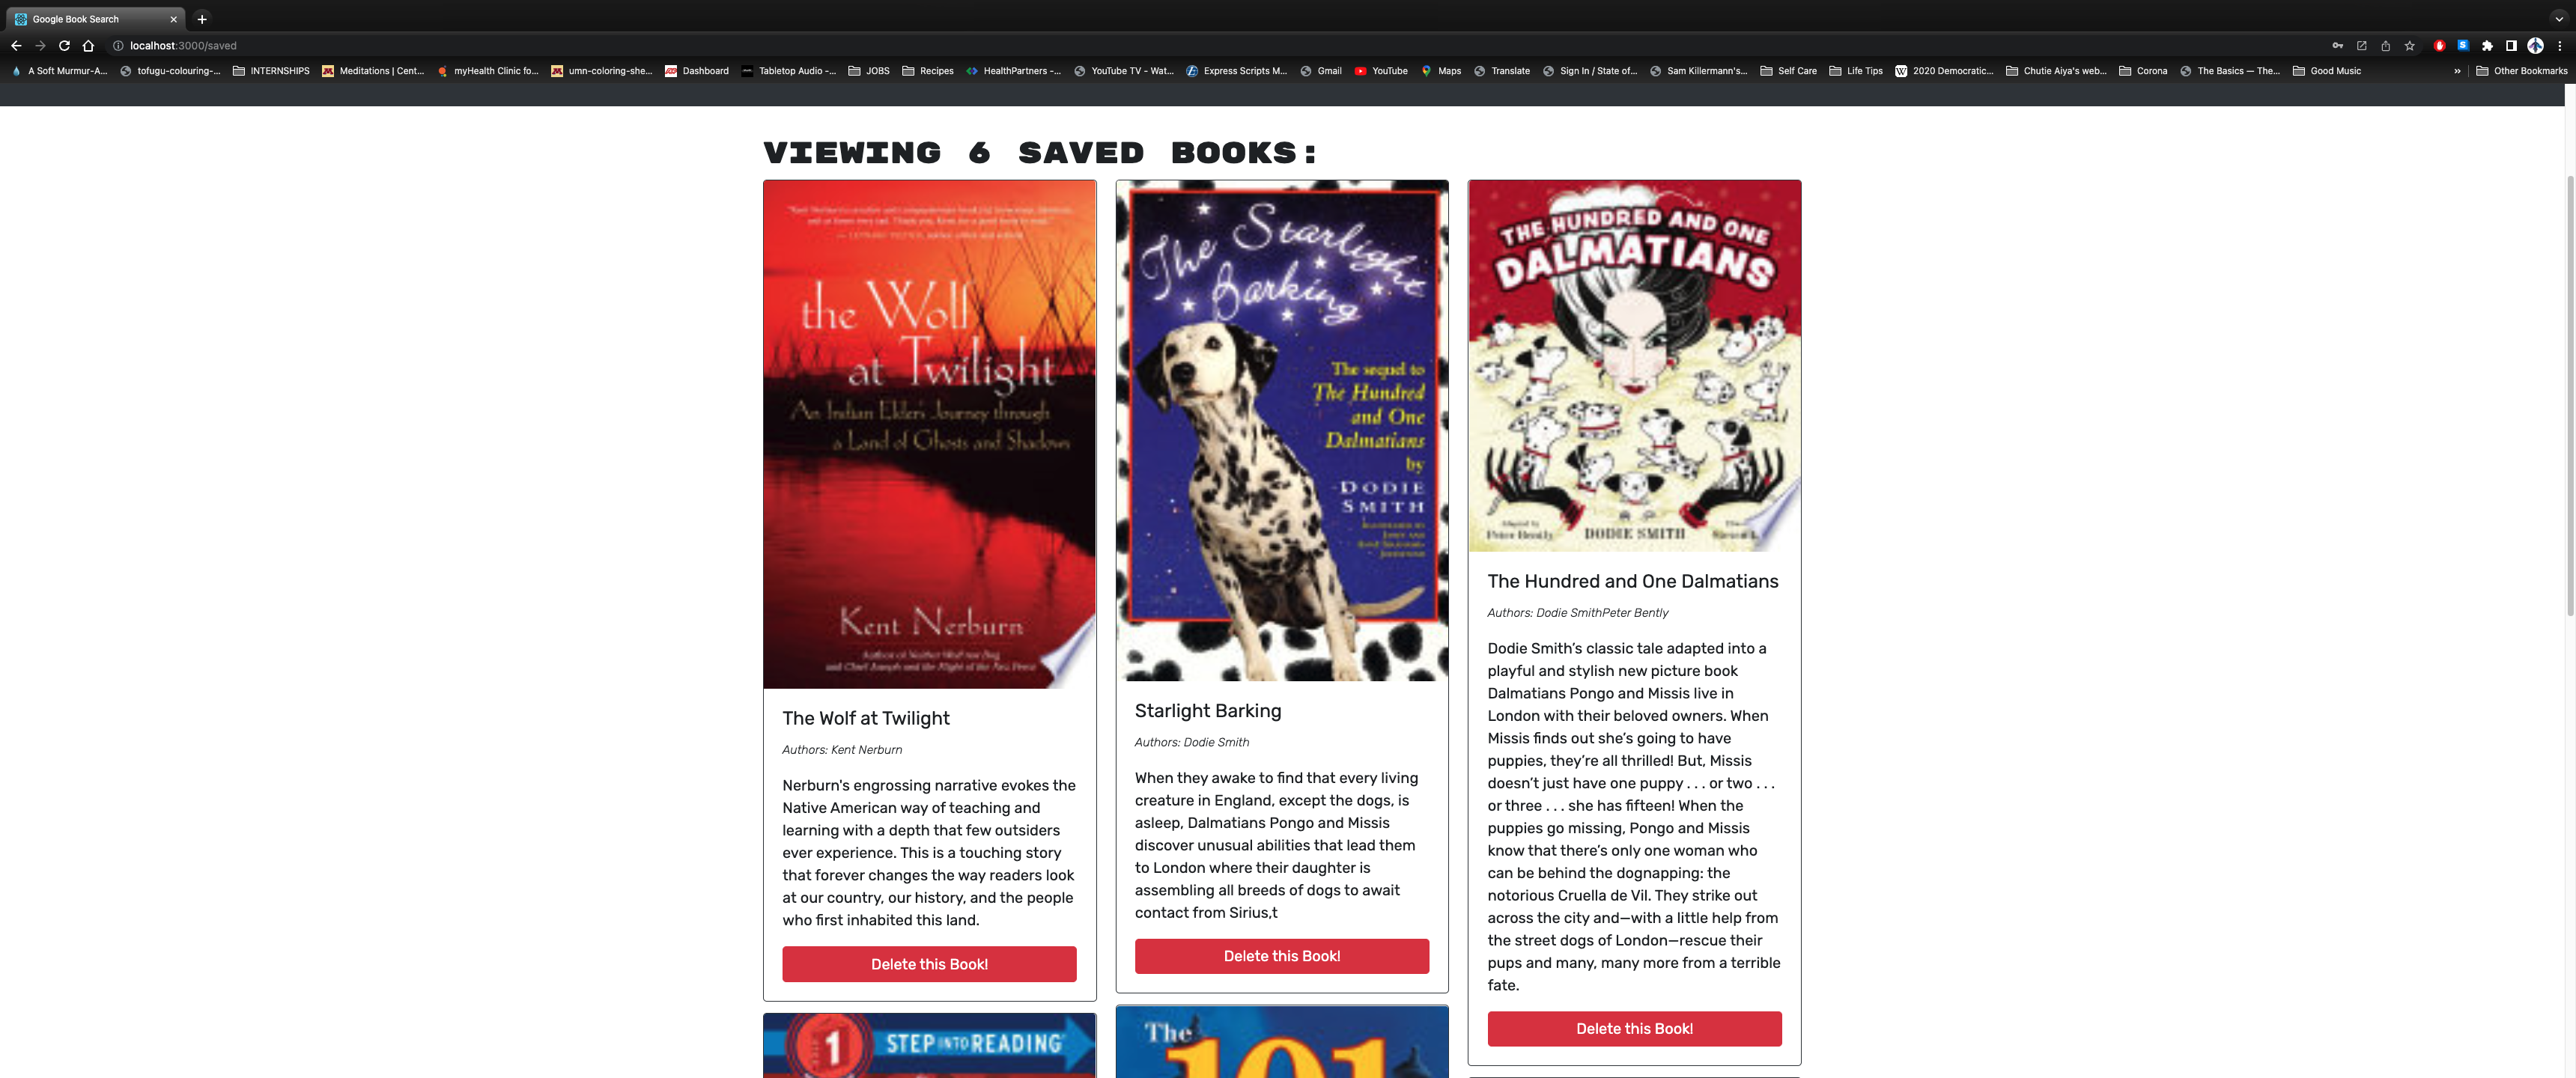 Google Book Search
localhost:3000/saved
A Soft Murmur-A...
tofugu-colouring-...
INTERNSHIPS
Meditations | Cent...
myHealth Clinic fo...
umn-coloring-she...
Dashboard
Tabletop Audio -...
JOBS
Recipes
HealthPartners -...
YouTube TV - Wat...
Express Scripts M...
Gmail
YouTube
Maps
Translate
Sign In / State of...
Sam Killermann's...
Self Care
Life Tips
2020 Democratic...
Chutie Aiya's web...
Corona
The Basics — The...
Good Music
»
Other Bookmarks
VIEWING 6 SAVED BOOKS:
the Wolf
at Twilight
An Indian Elder's Journey through
a Land of Ghosts and Shadows
Kent Nerburn
The Wolf at Twilight
Authors: Kent Nerburn
Nerburn's engrossing narrative evokes the
Native American way of teaching and
learning with a depth that few outsiders
ever experience. This is a touching story
that forever changes the way readers look
at our country, our history, and the people
who first inhabited this land.
Delete this Book!
The Starlight
Barking
The sequel to
The Hundred
and One
Dalmatians
by
DODIE
SMITH
Starlight Barking
Authors: Dodie Smith
When they awake to find that every living
creature in England, except the dogs, is
asleep, Dalmatians Pongo and Missis
discover unusual abilities that lead them
to London where their daughter is
assembling all breeds of dogs to await
contact from Sirius,t
Delete this Book!
THE HUNDRED AND ONE
DALMATIANS
Adapted by
Peter Bently
DODIE SMITH
The Hundred and One Dalmatians
Authors: Dodie SmithPeter Bently
Dodie Smith’s classic tale adapted into a
playful and stylish new picture book
Dalmatians Pongo and Missis live in
London with their beloved owners. When
Missis finds out she’s going to have
puppies, they’re all thrilled! But, Missis
doesn’t just have one puppy . . . or two . . .
or three . . . she has fifteen! When the
puppies go missing, Pongo and Missis
know that there’s only one woman who
can be behind the dognapping: the
notorious Cruella de Vil. They strike out
across the city and—with a little help from
the street dogs of London—rescue their
pups and many, many more from a terrible
fate.
Delete this Book!
1
STEP INTO READING
The
101